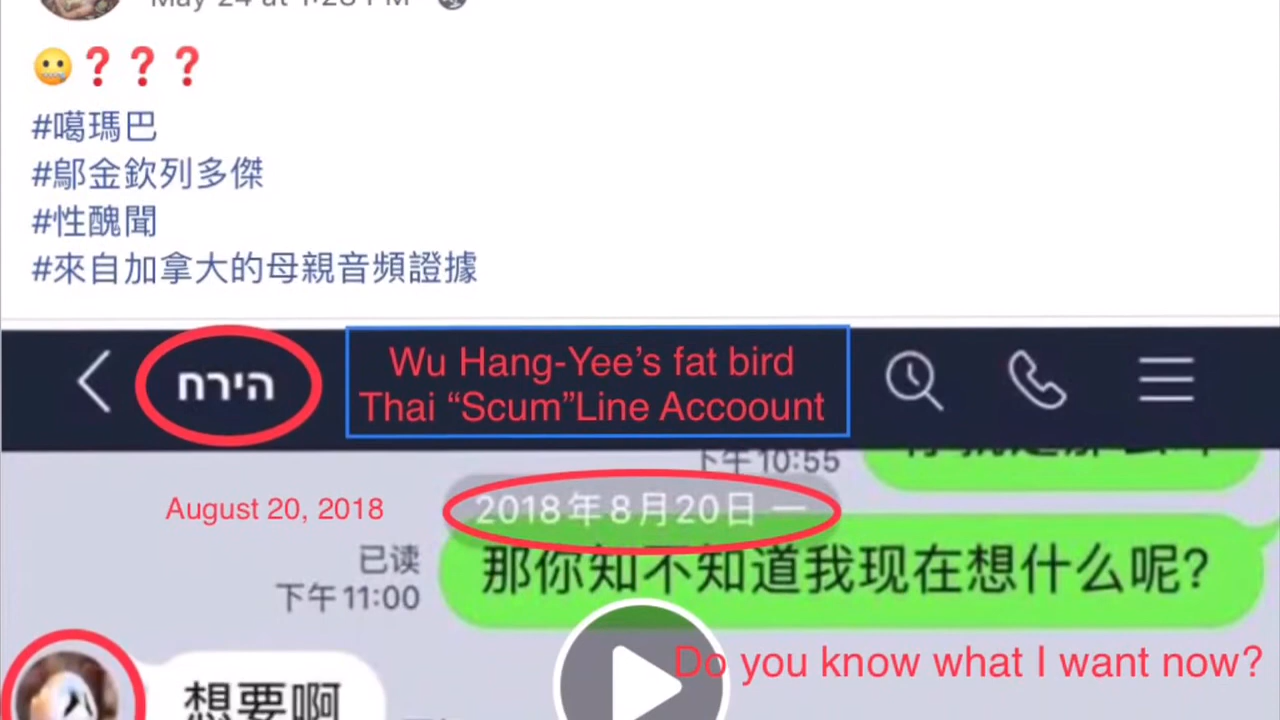 May 24 at 1:28 PM
#噶瑪巴
#鄔金欽列多傑
#性醜聞
#來自加拿大的母親音頻證據
הירח
Wu Hang-Yee’s fat bird
Thai “Scum”Line Accoount
下午10:55
August 20, 2018
2018年8月20日 一
已读
下午11:00
那你知不知道我现在想什么呢?
Do you know what I want now?
想要啊